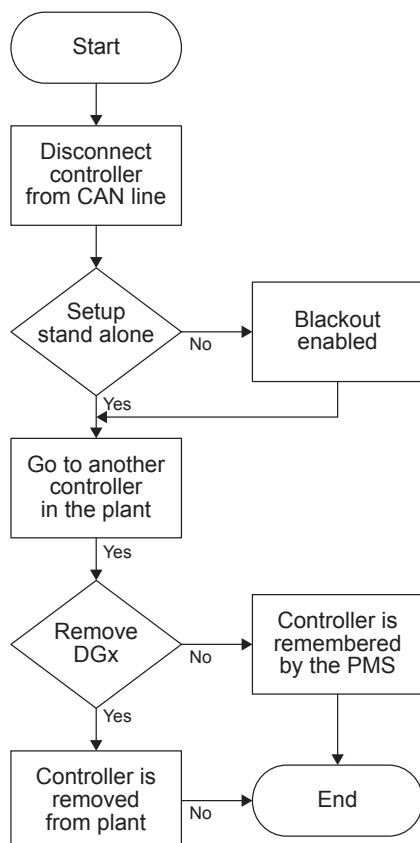 Start
Disconnect
controller
from CAN line
Setup
stand alone
No
Blackout
enabled
Yes
Go to another
controller
in the plant
Yes
Remove
DGx
No
Controller is
remembered
by the PMS
Yes
Controller is
removed
from plant
No
End